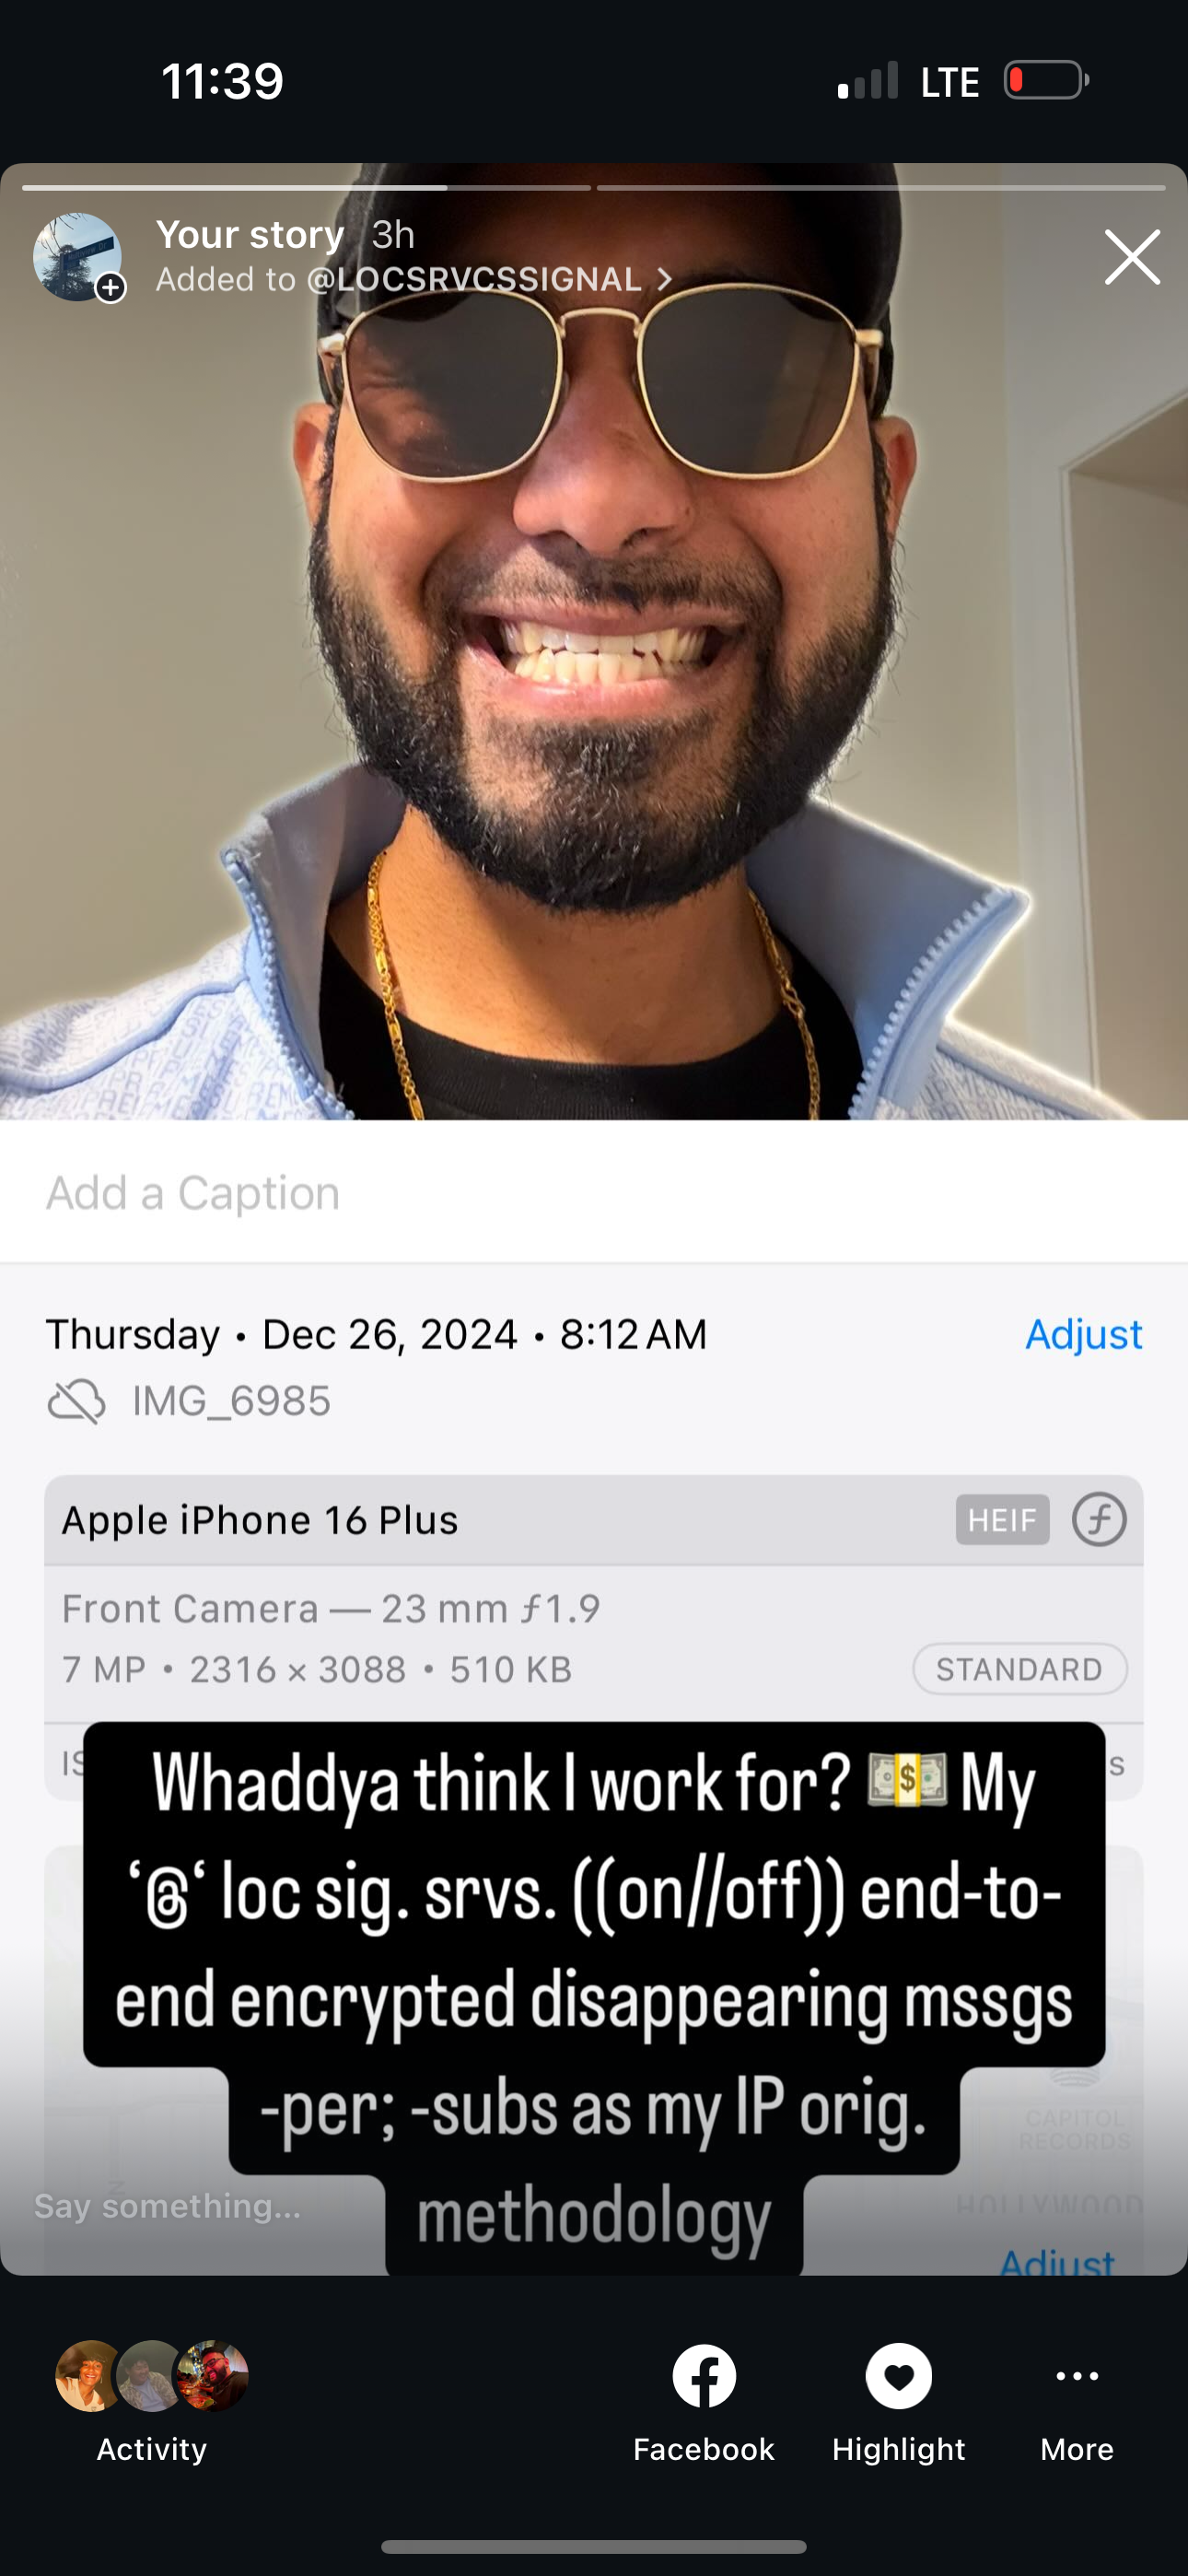 11:39 LTE
Your story 3h
Added to @LOCSRVCSSIGNAL >
Add a Caption
Thursday • Dec 26, 2024 • 8:12 AM Adjust
IMG_6985
Apple iPhone 16 Plus HEIF
Front Camera — 23 mm ƒ1.9
7 MP • 2316 × 3088 • 510 KB STANDARD
Whaddya think I work for? 💵 My
‘@‘ loc sig. srvs. ((on//off)) end-to-
end encrypted disappearing mssgs
-per; -subs as my IP orig.
methodology
CAPITOL
RECORDS
HOLLYWOOD
Say something...
Adjust
Activity Facebook Highlight More